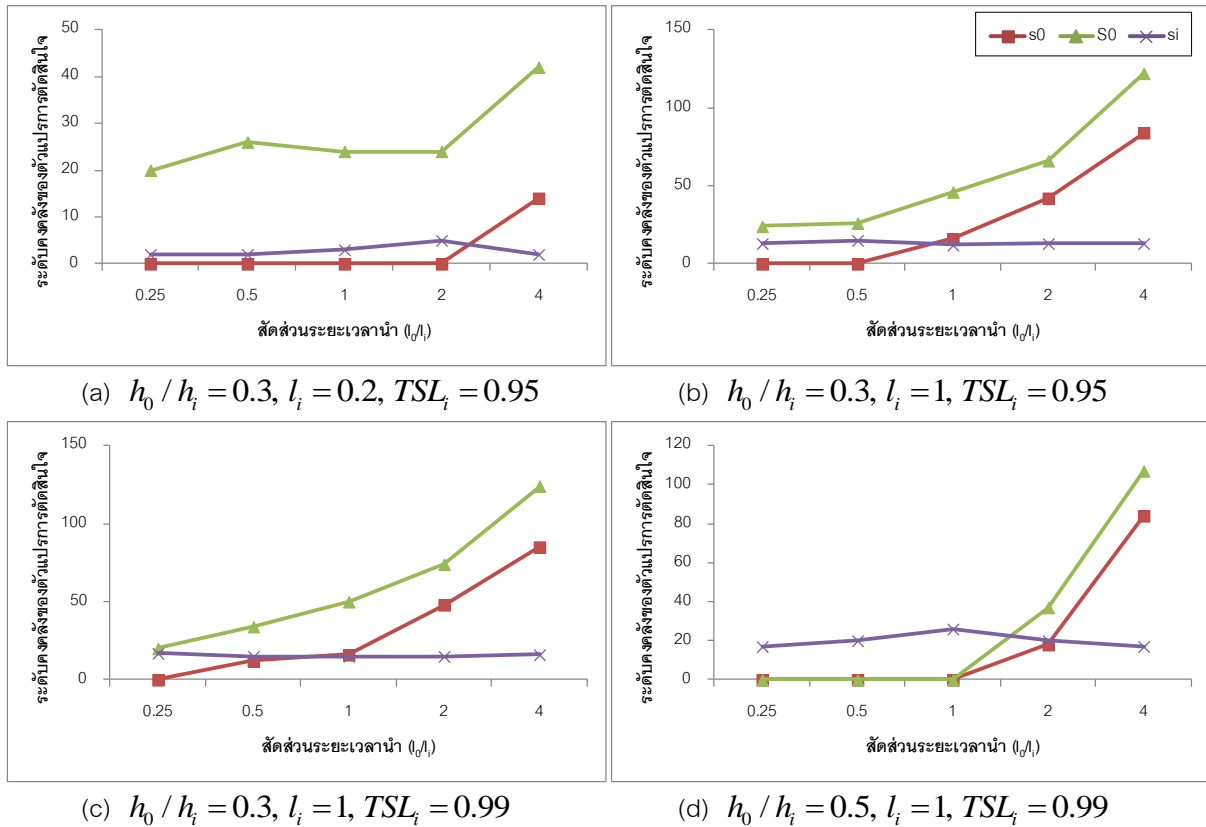 50
40
30
20
10
0
ระดับคงคลังของตัวแปรการตัดสินใจ
0.25 0.5 1 2 4
สัดส่วนระยะเวลานำ (l₀/lᵢ)
(a) h₀ / hᵢ = 0.3, lᵢ = 0.2, TSLᵢ = 0.95
s0 S0 si
150
100
50
0
ระดับคงคลังของตัวแปรการตัดสินใจ
0.25 0.5 1 2 4
สัดส่วนระยะเวลานำ (l₀/lᵢ)
(b) h₀ / hᵢ = 0.3, lᵢ = 1, TSLᵢ = 0.95
150
100
50
0
ระดับคงคลังของตัวแปรการตัดสินใจ
0.25 0.5 1 2 4
สัดส่วนระยะเวลานำ (l₀/lᵢ)
(c) h₀ / hᵢ = 0.3, lᵢ = 1, TSLᵢ = 0.99
120
100
80
60
40
20
0
ระดับคงคลังของตัวแปรการตัดสินใจ
0.25 0.5 1 2 4
สัดส่วนระยะเวลานำ (l₀/lᵢ)
(d) h₀ / hᵢ = 0.5, lᵢ = 1, TSLᵢ = 0.99